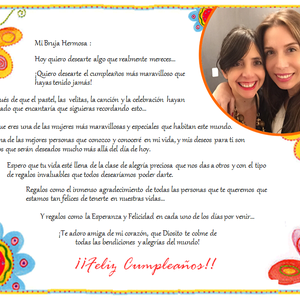 Mi Bruja Hermosa :
Hoy quiero desearte algo que realmente mereces...
¡Quiero desearte el cumpleaños más maravilloso que
hayas tenido jamás!
ués de que el pastel, las velitas, la canción y la celebración hayan
ado que encantaría que siguieras recordando esto...
ue eres una de las mujeres más maravillosas y especiales que habitan este mundo.
na de las mejores personas que conozco y conoceré en mi vida, y mis deseos para ti son
os que serán deseados mucho más allá del día de hoy.
Espero que tu vida esté llena de la clase de alegría preciosa que nos das a otros y con el tipo
de regalos invaluables que todos desearíamos poder darte.
Regalos como el inmenso agradecimiento de todas las personas que te queremos que
estamos tan felices de tenerte en nuestras vidas...
Y regalos como la Esperanza y Felicidad en cada uno de los días por venir...
¡Te adoro amiga de mi corazón, que Diosito te colme
de todas las bendiciones y alegrías del mundo!
¡¡Feliz Cumpleaños!!